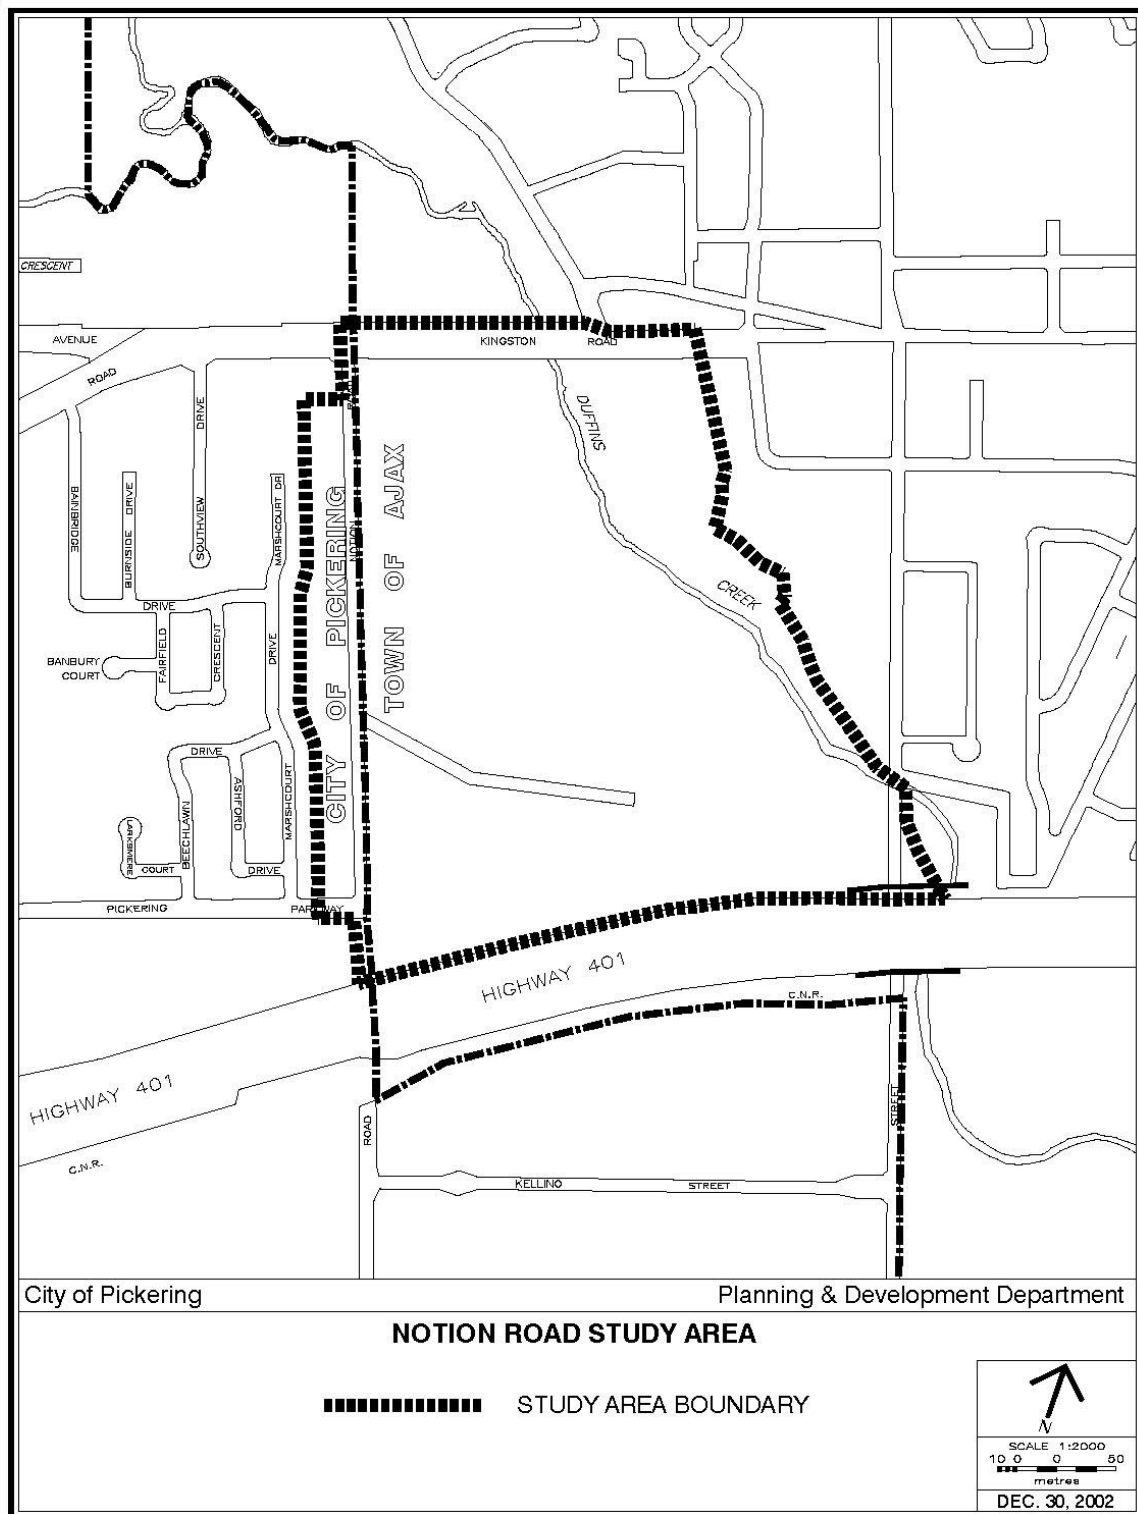 CRESCENT
AVENUE
ROAD
KINGSTON ROAD
ROAD
DUFFINS
CREEK
BAINBRIDGE
BURNSIDE DRIVE
SOUTHVIEW DRIVE
MARSHCOURT DR
CITY OF PICKERING
NOTION
TOWN OF AJAX
DRIVE
FAIRFIELD
CRESCENT
DRIVE
BANBURY
COURT
DRIVE
ASHFORD
MARSHCOURT
BEECHLAWN
LARKSMERE
COURT
DRIVE
PICKERING PARKWAY
HIGHWAY 401
C.N.R.
HIGHWAY 401
C.N.R.
ROAD
STREET
KELLINO STREET
City of Pickering
Planning & Development Department
NOTION ROAD STUDY AREA
STUDY AREA BOUNDARY
N
SCALE 1:2000
10 0 0 50
metres
DEC. 30, 2002